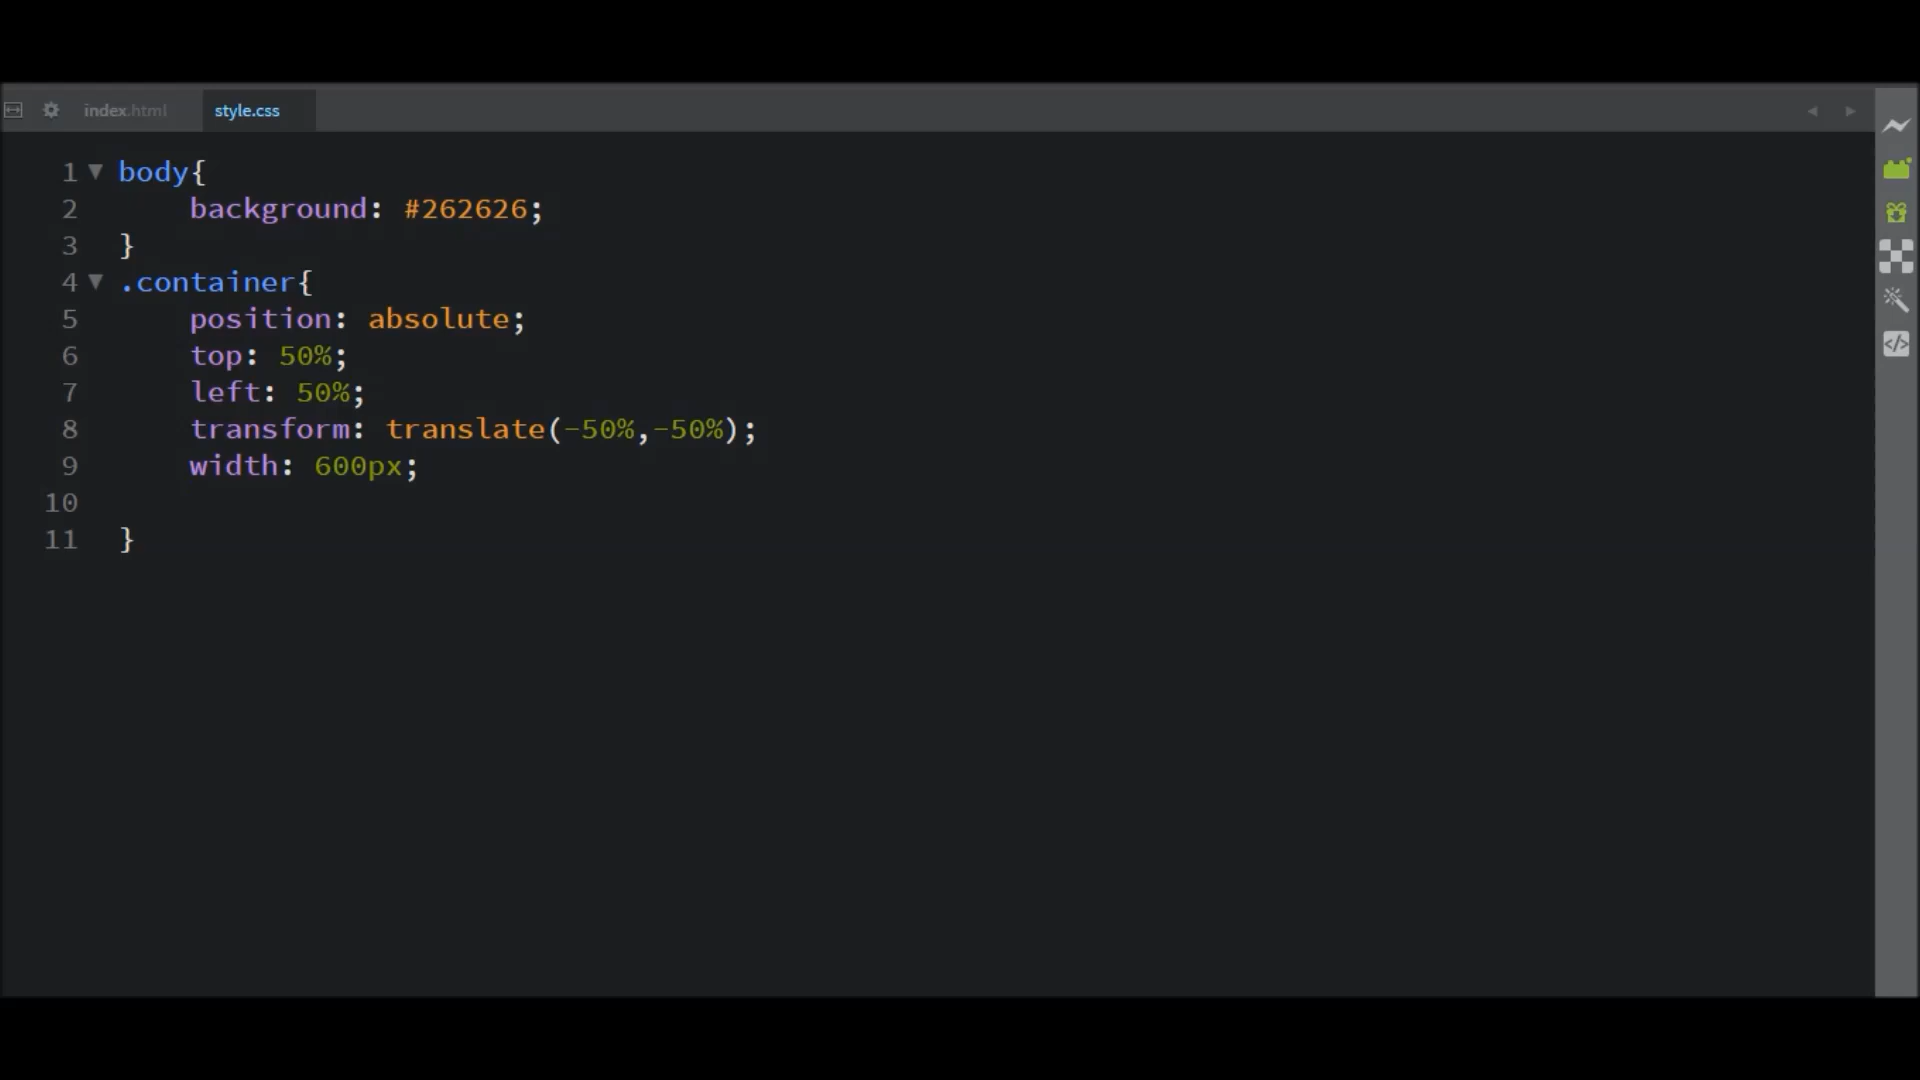 index.html style.css
1 body{
2 background: #262626;
3 }
4 .container{
5 position: absolute;
6 top: 50%;
7 left: 50%;
8 transform: translate(-50%,-50%);
9 width: 600px;
10
11 }